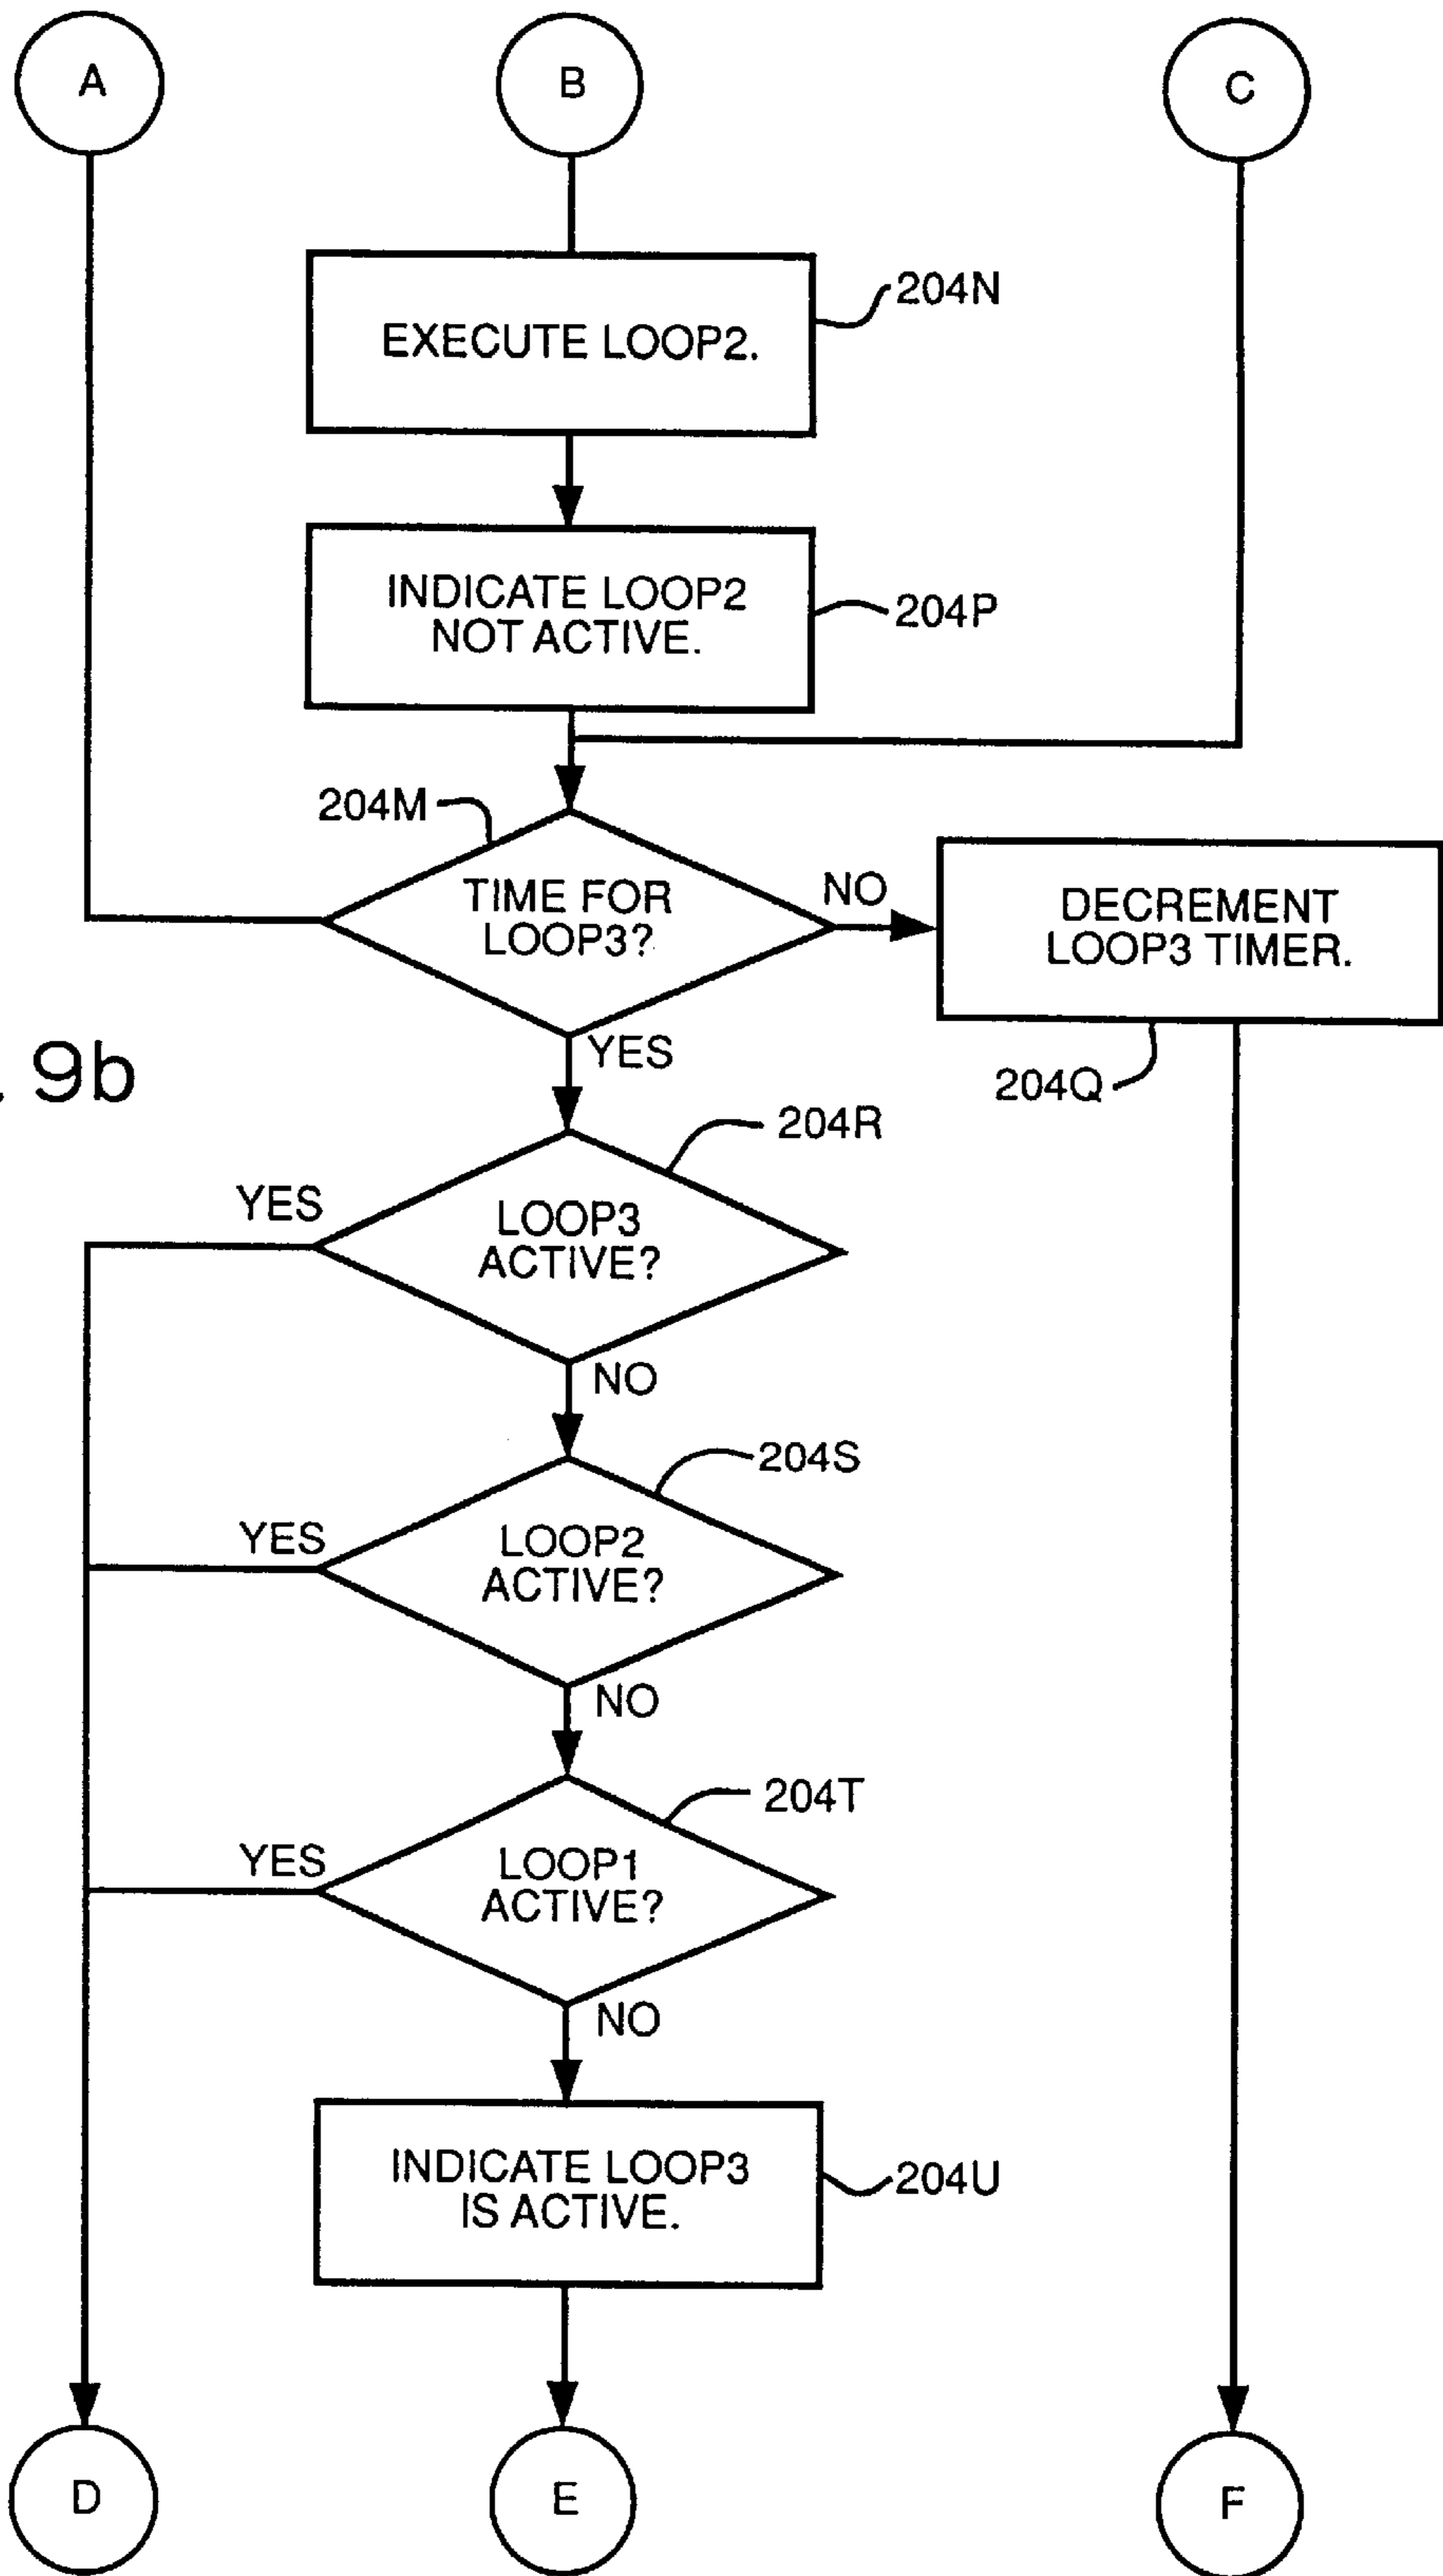 A
B
C
EXECUTE LOOP2.
204N
INDICATE LOOP2
NOT ACTIVE.
204P
204M
TIME FOR
LOOP3?
NO
DECREMENT
LOOP3 TIMER.
204Q
YES
. 9b
204R
YES
LOOP3
ACTIVE?
NO
204S
YES
LOOP2
ACTIVE?
NO
204T
YES
LOOP1
ACTIVE?
NO
INDICATE LOOP3
IS ACTIVE.
204U
D
E
F